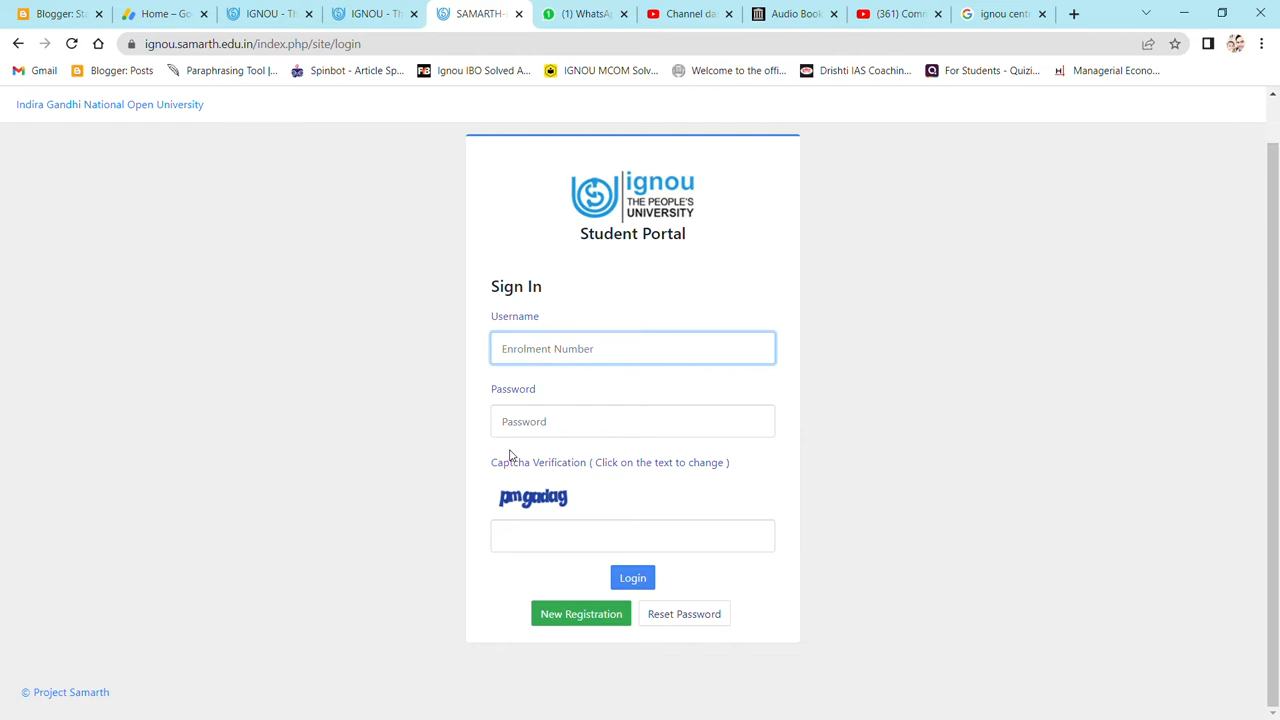 Blogger: Sta
Home – Go
IGNOU - Th
IGNOU - Th
SAMARTH-
(1) WhatsA
Channel da
Audio Book
(361) Comr
ignou centr
ignou.samarth.edu.in/index.php/site/login
Gmail
Blogger: Posts
Paraphrasing Tool |...
Spinbot - Article Sp...
Ignou IBO Solved A...
IGNOU MCOM Solv...
Welcome to the offi...
Drishti IAS Coachin...
For Students - Quizi...
Managerial Econo...
Indira Gandhi National Open University
ignou
THE PEOPLE'S
UNIVERSITY
Student Portal
Sign In
Username
Enrolment Number
Password
Password
Captcha Verification ( Click on the text to change )
pmgadag
Login
New Registration
Reset Password
© Project Samarth